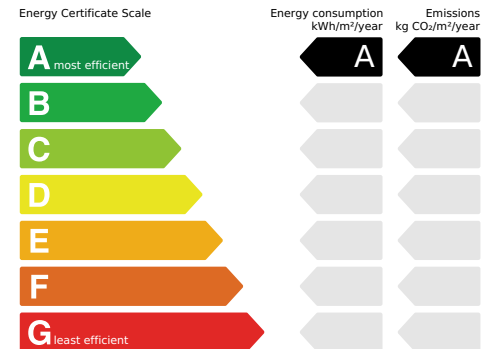 Energy Certificate Scale
Energy consumption
kWh/m²/year
Emissions
kg CO₂/m²/year
A most efficient
A
A
B
C
D
E
F
G least efficient